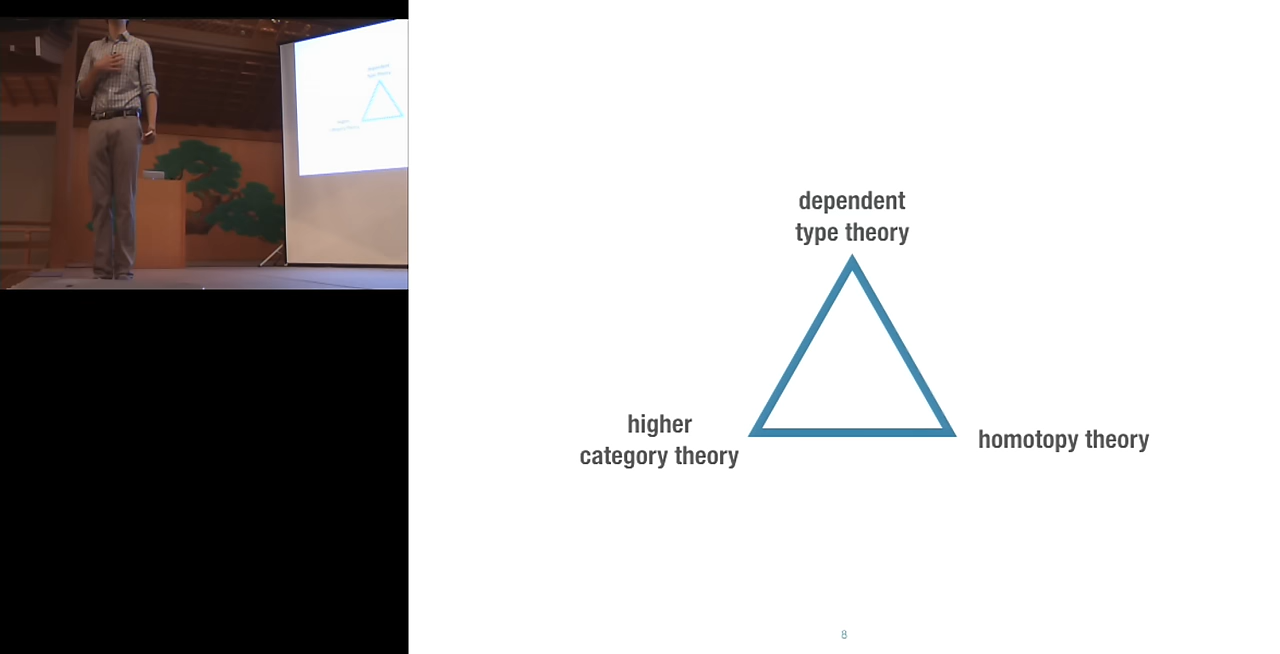 dependent
type theory
higher
category theory
homotopy theory
8